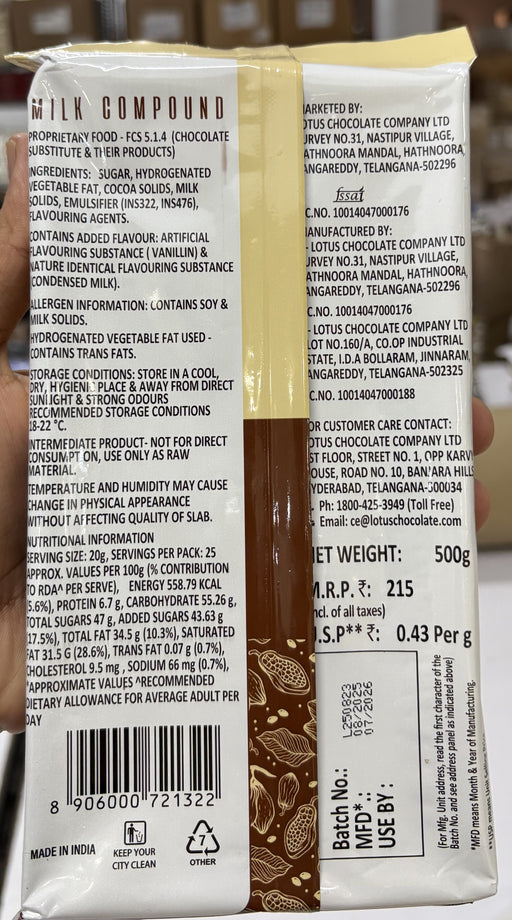 MILK COMPOUND
PROPRIETARY FOOD - FCS 5.1.4 (CHOCOLATE
SUBSTITUTE & THEIR PRODUCTS)
INGREDIENTS: SUGAR, HYDROGENATED
VEGETABLE FAT, COCOA SOLIDS, MILK
SOLIDS, EMULSIFIER (INS322, INS476),
FLAVOURING AGENTS.
CONTAINS ADDED FLAVOUR: ARTIFICIAL
FLAVOURING SUBSTANCE ( VANILLIN) &
NATURE IDENTICAL FLAVOURING SUBSTANCE
(CONDENSED MILK).
ALLERGEN INFORMATION: CONTAINS SOY &
MILK SOLIDS.
HYDROGENATED VEGETABLE FAT USED -
CONTAINS TRANS FATS.
STORAGE CONDITIONS: STORE IN A COOL,
DRY, HYGIENIC PLACE & AWAY FROM DIRECT
SUNLIGHT & STRONG ODOURS
RECOMMENDED STORAGE CONDITIONS
18-22 °C.
INTERMEDIATE PRODUCT- NOT FOR DIRECT
CONSUMPTION, USE ONLY AS RAW
MATERIAL.
TEMPERATURE AND HUMIDITY MAY CAUSE
CHANGE IN PHYSICAL APPEARANCE
WITHOUT AFFECTING QUALITY OF SLAB.
NUTRITIONAL INFORMATION
SERVING SIZE: 20g, SERVINGS PER PACK: 25
APPROX. VALUES PER 100g (% CONTRIBUTION
TO RDA^ PER SERVE), ENERGY 558.79 KCAL
(5.6%), PROTEIN 6.7 g, CARBOHYDRATE 55.26 g,
TOTAL SUGARS 47 g, ADDED SUGARS 43.63 g
(17.5%), TOTAL FAT 34.5 g (10.3%), SATURATED
FAT 31.5 G (28.6%), TRANS FAT 0.07 g (0.7%),
CHOLESTEROL 9.5 mg , SODIUM 66 mg (0.7%),
*APPROXIMATE VALUES ^RECOMMENDED
DIETARY ALLOWANCE FOR AVERAGE ADULT PER
DAY
8 906000 721322
MADE IN INDIA
KEEP YOUR
CITY CLEAN
7
OTHER
MARKETED BY:
OTUS CHOCOLATE COMPANY LTD
URVEY NO.31, NASTIPUR VILLAGE,
ATHNOORA MANDAL, HATHNOORA,
ANGAREDDY, TELANGANA-502296
fssai
C.NO. 10014047000176
MANUFACTURED BY:
- LOTUS CHOCOLATE COMPANY LTD
URVEY NO.31, NASTIPUR VILLAGE,
ATHNOORA MANDAL, HATHNOORA,
ANGAREDDY, TELANGANA-502296
C.NO. 10014047000176
- LOTUS CHOCOLATE COMPANY LTD
LOT NO.160/A, CO.OP INDUSTRIAL
STATE, I.D.A BOLLARAM, JINNARAM,
ANGAREDDY, TELANGANA-502325
C.NO. 10014047000188
OR CUSTOMER CARE CONTACT:
OTUS CHOCOLATE COMPANY LTD
ST FLOOR, STREET NO. 1, OPP KARVY
OUSE, ROAD NO. 10, BANJARA HILLS
YDERABAD, TELANGANA-500034
Ph: 1800-425-3949 (Toll Free)
Email: ce@lotuschocolate.com
NET WEIGHT: 500g
M.R.P. ₹: 215
incl. of all taxes)
U.S.P** ₹: 0.43 Per g
Batch No.: L250823
MFD*.: 08/2025
USE BY : 07/2026
(For Mfg. Unit address, read the first character of the
Batch No. and see address panel as indicated above)
*MFD means Month & Year of Manufacturing.